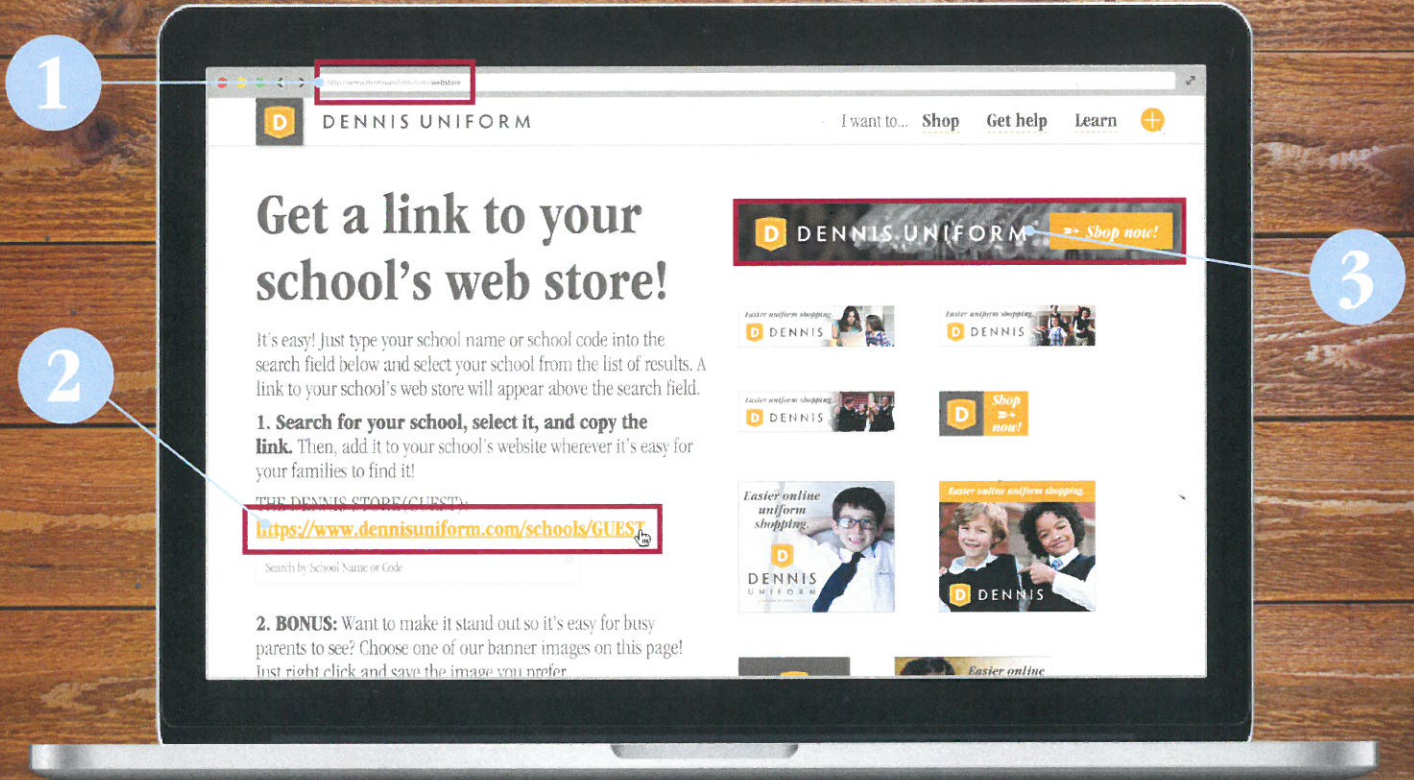 1
http://www.dennisuniform.com/webstore
D DENNIS UNIFORM
I want to... Shop Get help Learn
Get a link to your
school's web store!
It's easy! Just type your school name or school code into the
search field below and select your school from the list of results. A
link to your school's web store will appear above the search field.
1. Search for your school, select it, and copy the
link. Then, add it to your school's website wherever it's easy for
your families to find it!
2
THE DENNIS STORE (GUEST):
https://www.dennisuniform.com/schools/GUEST
Search by School Name or Code
2. BONUS: Want to make it stand out so it's easy for busy
parents to see? Choose one of our banner images on this page!
Just right click and save the image you prefer
D DENNIS UNIFORM Shop now!
3
Easier uniform shopping.
D DENNIS
Easier uniform shopping.
D DENNIS
Easier uniform shopping.
D DENNIS
D Shop
now!
Easier online
uniform
shopping.
D
DENNIS
UNIFORM
Easier online uniform shopping.
D DENNIS
Easier online